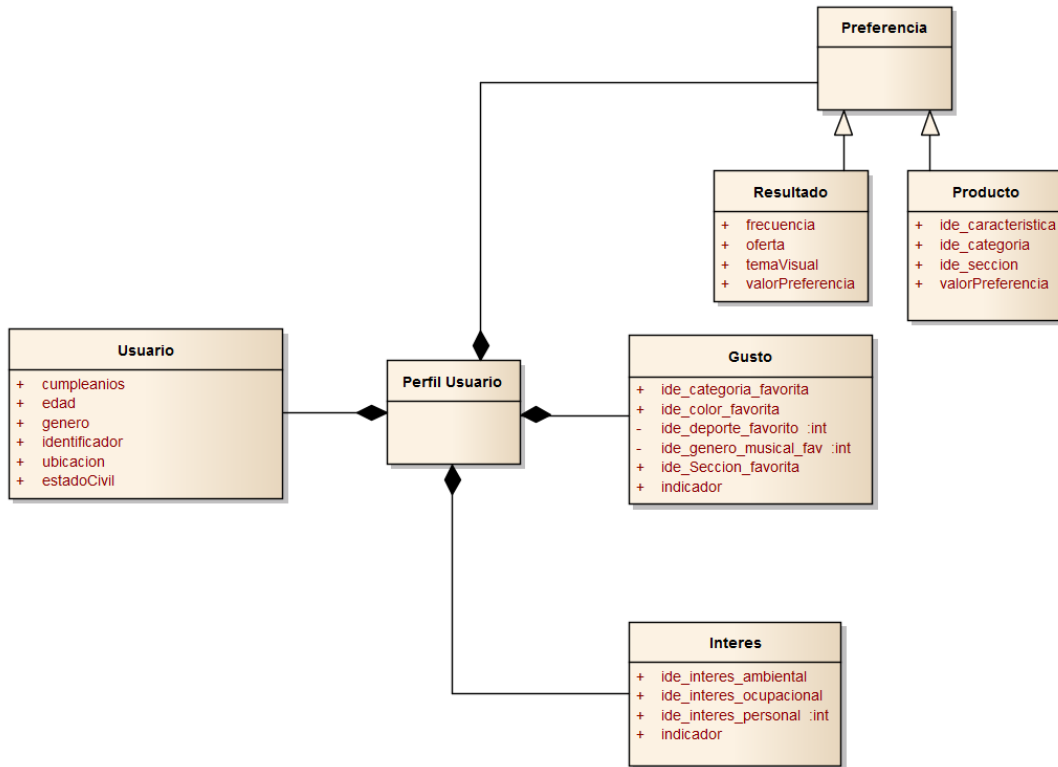 Preferencia
Resultado
+ frecuencia
+ oferta
+ temaVisual
+ valorPreferencia
Producto
+ ide_caracteristica
+ ide_categoria
+ ide_seccion
+ valorPreferencia
Usuario
+ cumpleanios
+ edad
+ genero
+ identificador
+ ubicacion
+ estadoCivil
Perfil Usuario
Gusto
+ ide_categoria_favorita
+ ide_color_favorita
- ide_deporte_favorito :int
- ide_genero_musical_fav :int
+ ide_Seccion_favorita
+ indicador
Interes
+ ide_interes_ambiental
+ ide_interes_ocupacional
+ ide_interes_personal :int
+ indicador